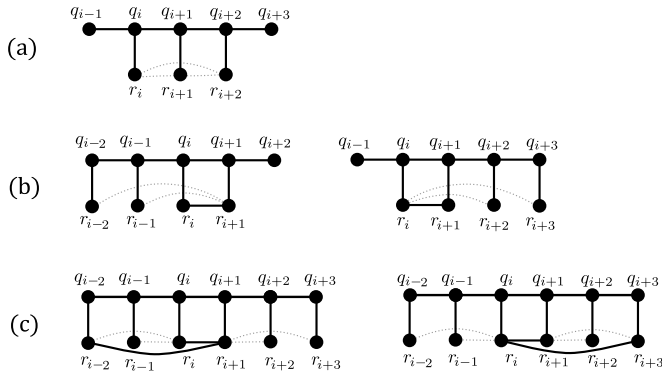 q_{i-1} q_i q_{i+1} q_{i+2} q_{i+3}
(a)
r_i r_{i+1} r_{i+2}
q_{i-2} q_{i-1} q_i q_{i+1} q_{i+2} q_{i-1} q_i q_{i+1} q_{i+2} q_{i+3}
(b)
r_{i-2} r_{i-1} r_i r_{i+1} r_i r_{i+1} r_{i+2} r_{i+3}
q_{i-2} q_{i-1} q_i q_{i+1} q_{i+2} q_{i+3} q_{i-2} q_{i-1} q_i q_{i+1} q_{i+2} q_{i+3}
(c)
r_{i-2} r_{i-1} r_i r_{i+1} r_{i+2} r_{i+3} r_{i-2} r_{i-1} r_i r_{i+1} r_{i+2} r_{i+3}